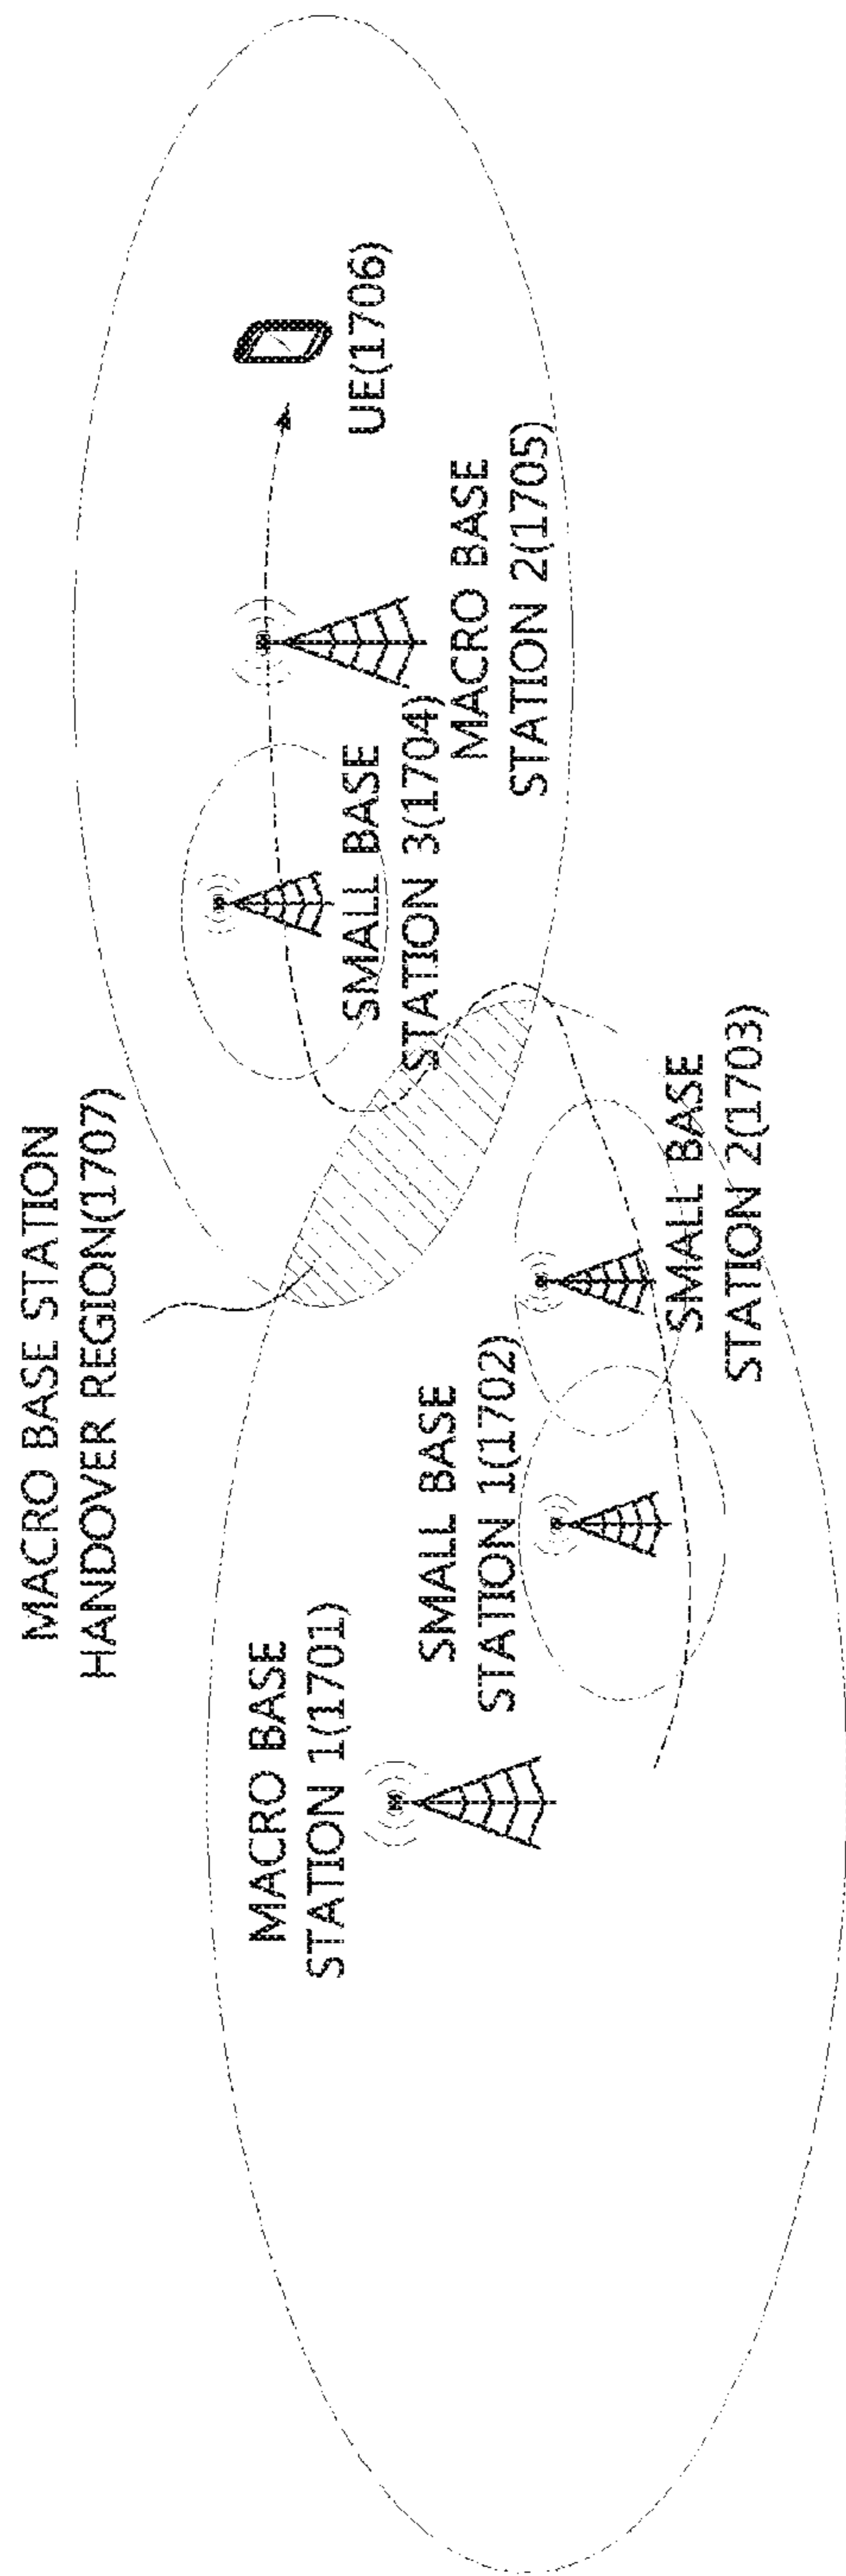 MACRO BASE STATION
HANDOVER REGION(1707)
MACRO BASE
STATION 1(1701)
SMALL BASE
STATION 1(1702)
SMALL BASE
STATION 2(1703)
SMALL BASE
STATION 3(1704)
MACRO BASE
STATION 2(1705)
UE(1706)